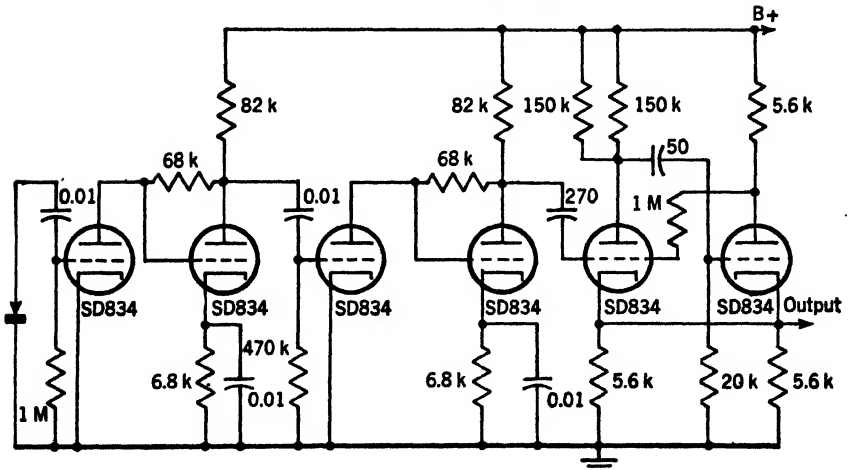 B+
82 k
82 k
150 k
150 k
5.6 k
68 k
68 k
50
0.01
0.01
270
1 M
SD834
SD834
SD834
SD834
SD834
SD834
Output
470 k
1 M
6.8 k
0.01
6.8 k
0.01
5.6 k
20 k
5.6 k